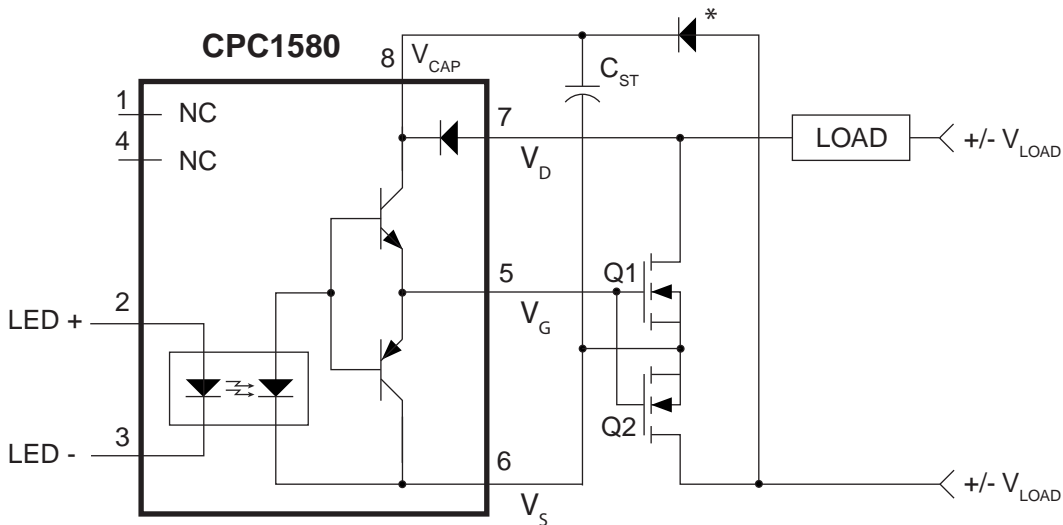 CPC1580
8
V_CAP
*
C_ST
1 NC
4 NC
7
V_D
LOAD
+/- V_LOAD
Q1
5
V_G
2
LED +
Q2
3
LED -
6
V_S
+/- V_LOAD